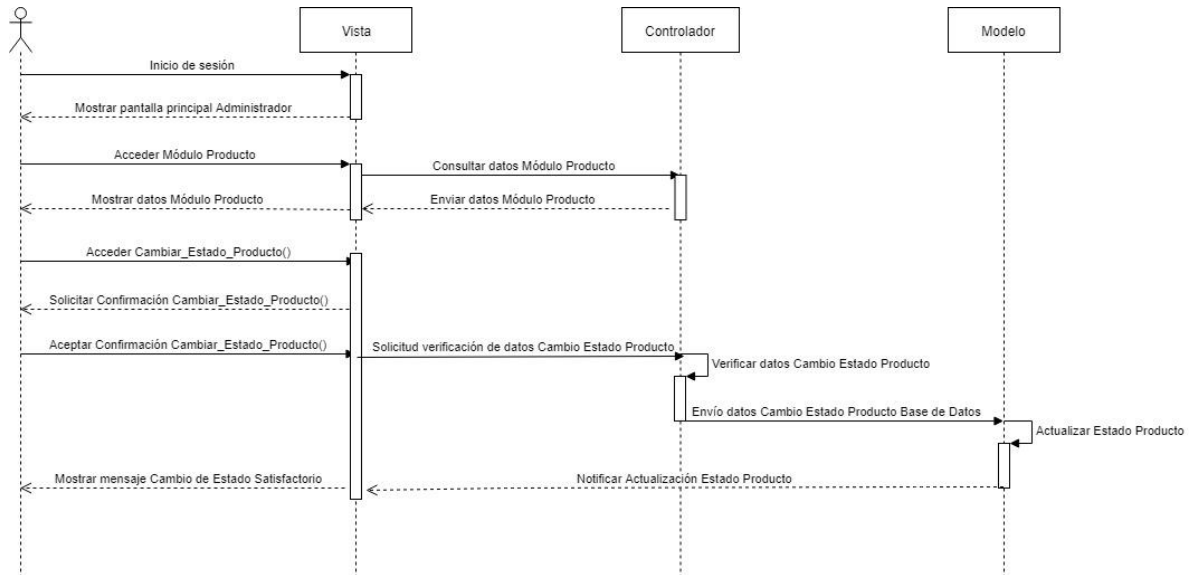 Vista
Controlador
Modelo
Inicio de sesión
Mostrar pantalla principal Administrador
Acceder Módulo Producto
Consultar datos Módulo Producto
Mostrar datos Módulo Producto
Enviar datos Módulo Producto
Acceder Cambiar_Estado_Producto()
Solicitar Confirmación Cambiar_Estado_Producto()
Aceptar Confirmación Cambiar_Estado_Producto()
Solicitud verificación de datos Cambio Estado Producto
Verificar datos Cambio Estado Producto
Envío datos Cambio Estado Producto Base de Datos
Actualizar Estado Producto
Mostrar mensaje Cambio de Estado Satisfactorio
Notificar Actualización Estado Producto